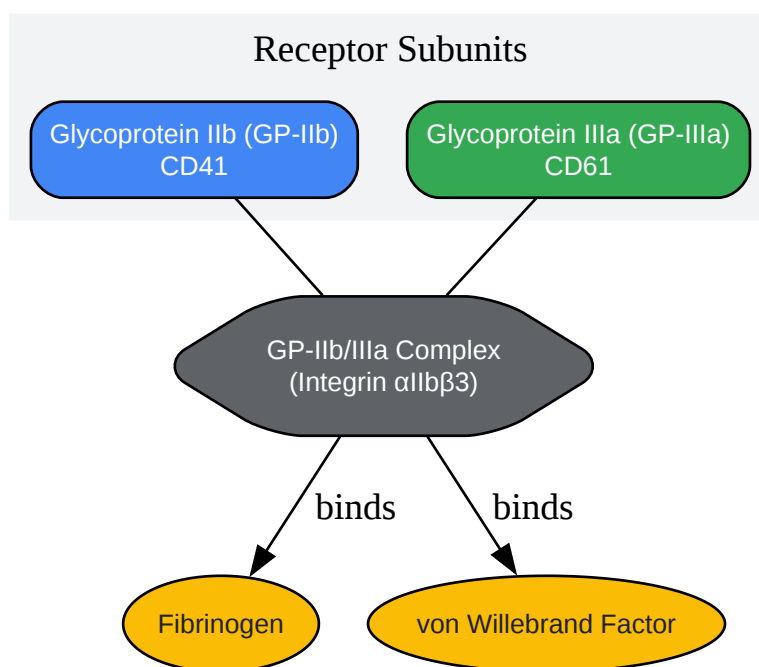 Receptor Subunits
Glycoprotein IIb (GP-IIb)
CD41
Glycoprotein IIIa (GP-IIIa)
CD61
GP-IIb/IIIa Complex
(Integrin αIIbβ3)
binds
binds
Fibrinogen
von Willebrand Factor